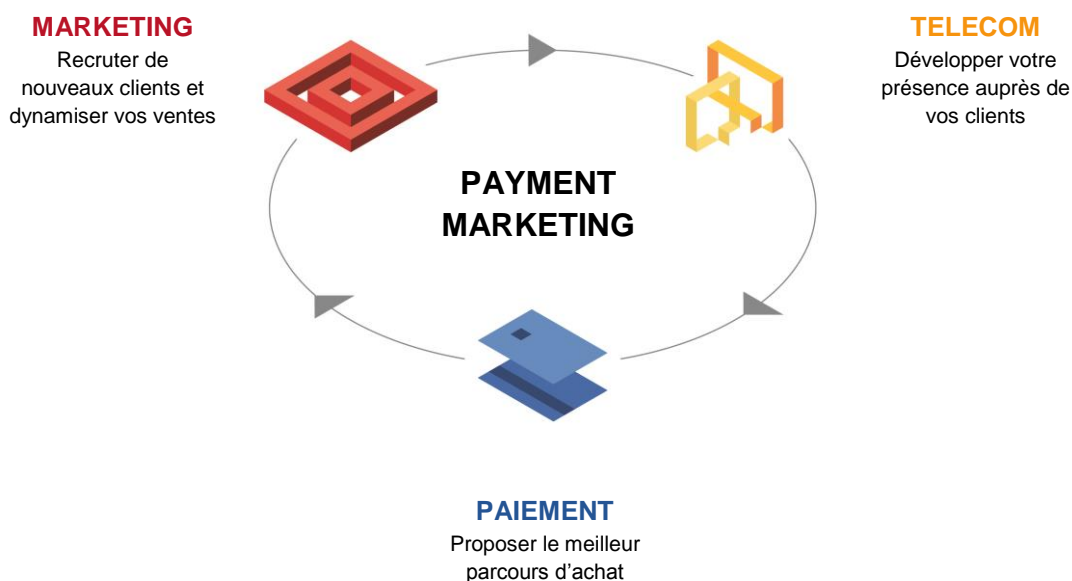 MARKETING
Recruter de
nouveaux clients et
dynamiser vos ventes
TELECOM
Développer votre
présence auprès de
vos clients
PAYMENT
MARKETING
PAIEMENT
Proposer le meilleur
parcours d'achat